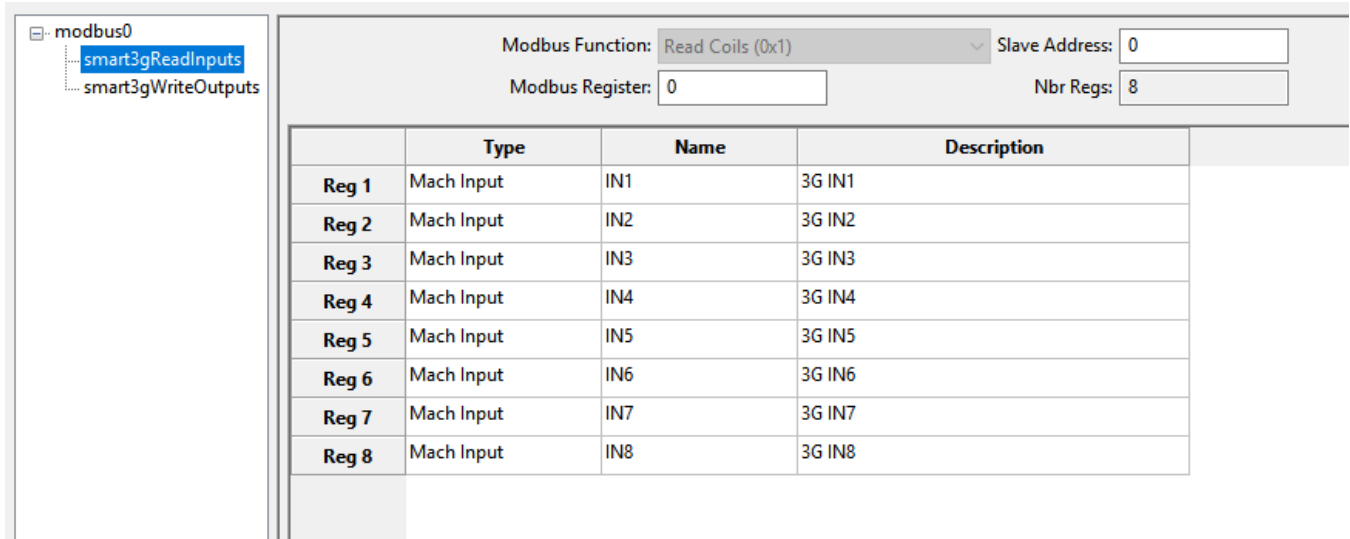 modbus0
smart3gReadInputs
smart3gWriteOutputs
Modbus Function: Read Coils (0x1) Slave Address: 0
Modbus Register: 0 Nbr Regs: 8
Type Name Description
Reg 1 Mach Input IN1 3G IN1
Reg 2 Mach Input IN2 3G IN2
Reg 3 Mach Input IN3 3G IN3
Reg 4 Mach Input IN4 3G IN4
Reg 5 Mach Input IN5 3G IN5
Reg 6 Mach Input IN6 3G IN6
Reg 7 Mach Input IN7 3G IN7
Reg 8 Mach Input IN8 3G IN8